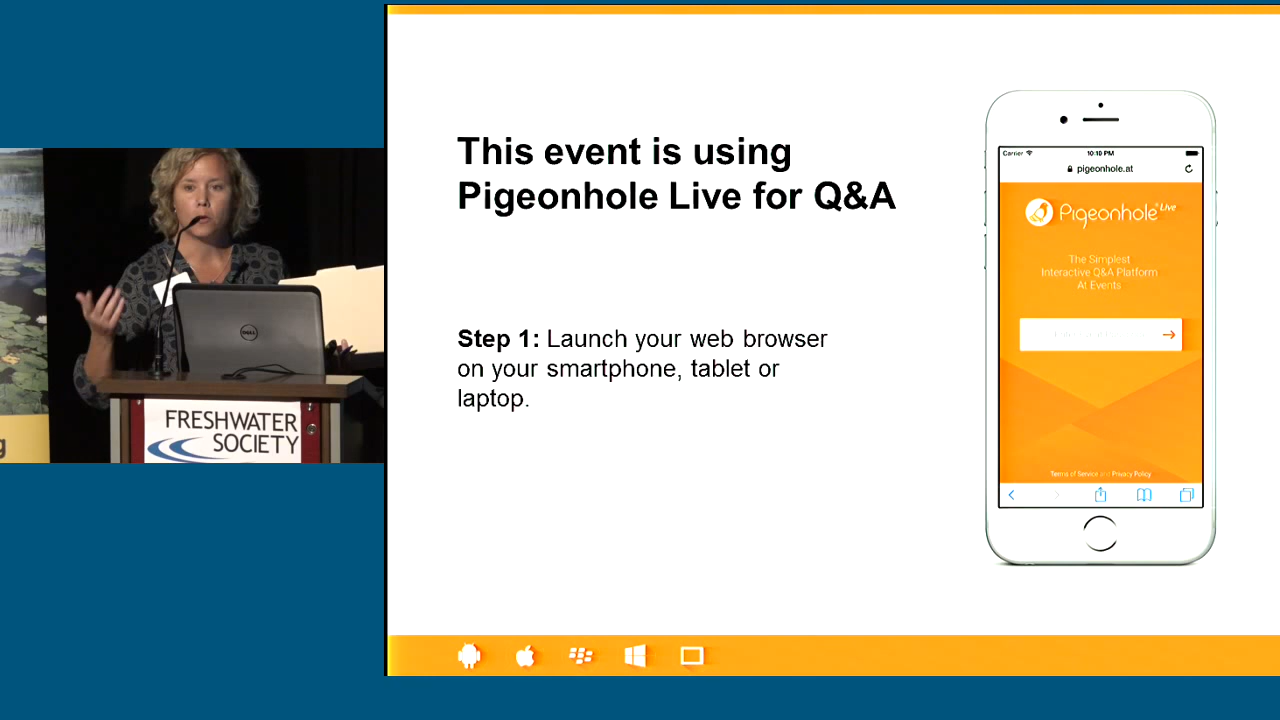 This event is using
Pigeonhole Live for Q&A
Step 1: Launch your web browser
on your smartphone, tablet or
laptop.
Carrier
10:19 PM
pigeonhole.at
Pigeonhole Live
The Simplest
Interactive Q&A Platform
At Events
Terms of Service and Privacy Policy
DELL
FRESHWATER
SOCIETY
g